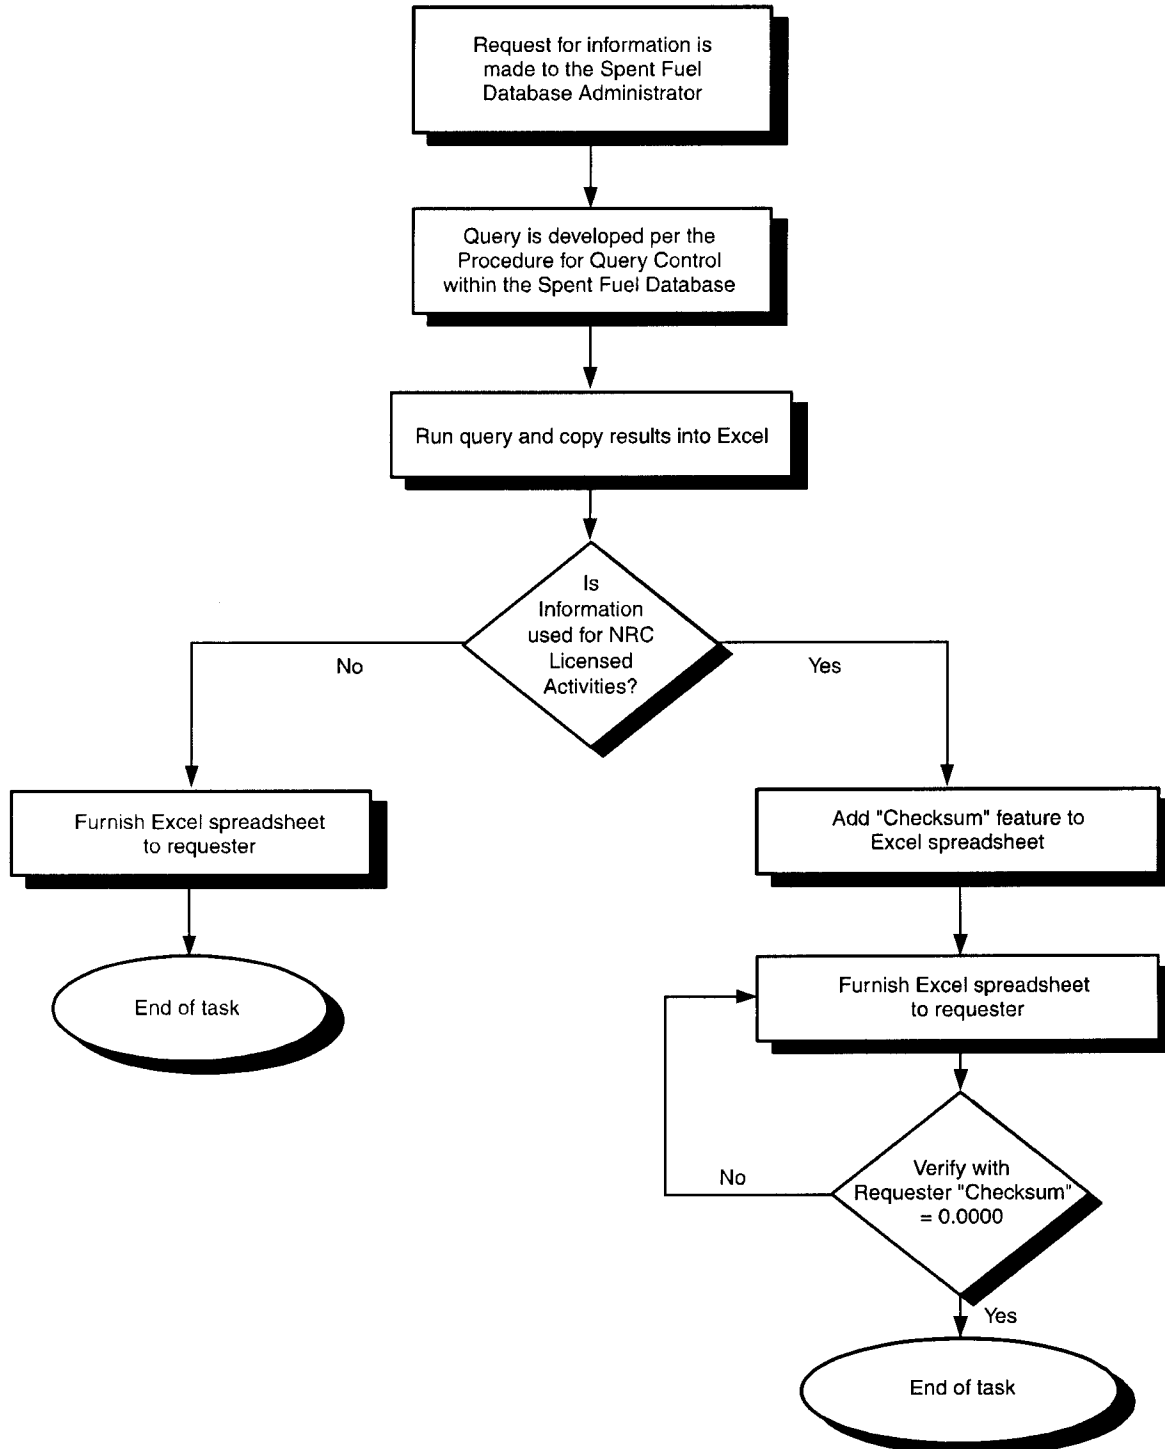 Request for information is
made to the Spent Fuel
Database Administrator
Query is developed per the
Procedure for Query Control
within the Spent Fuel Database
Run query and copy results into Excel
Is
Information
used for NRC
Licensed
Activities?
No
Yes
Furnish Excel spreadsheet
to requester
End of task
Add "Checksum" feature to
Excel spreadsheet
Furnish Excel spreadsheet
to requester
Verify with
Requester "Checksum"
= 0.0000
No
Yes
End of task